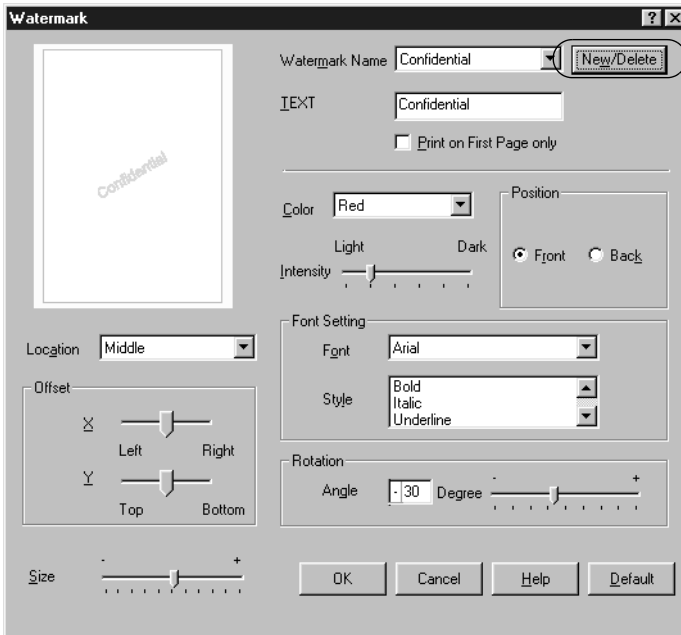 Watermark
Confidential
Watermark Name Confidential New/Delete
TEXT Confidential
Print on First Page only
Color Red
Light Dark
Intensity
Position
Front Back
Location Middle
Font Setting
Font Arial
Style Bold
Italic
Underline
Offset
X
Left Right
Y
Top Bottom
Rotation
Angle - 30 Degree - +
Size - +
OK Cancel Help Default